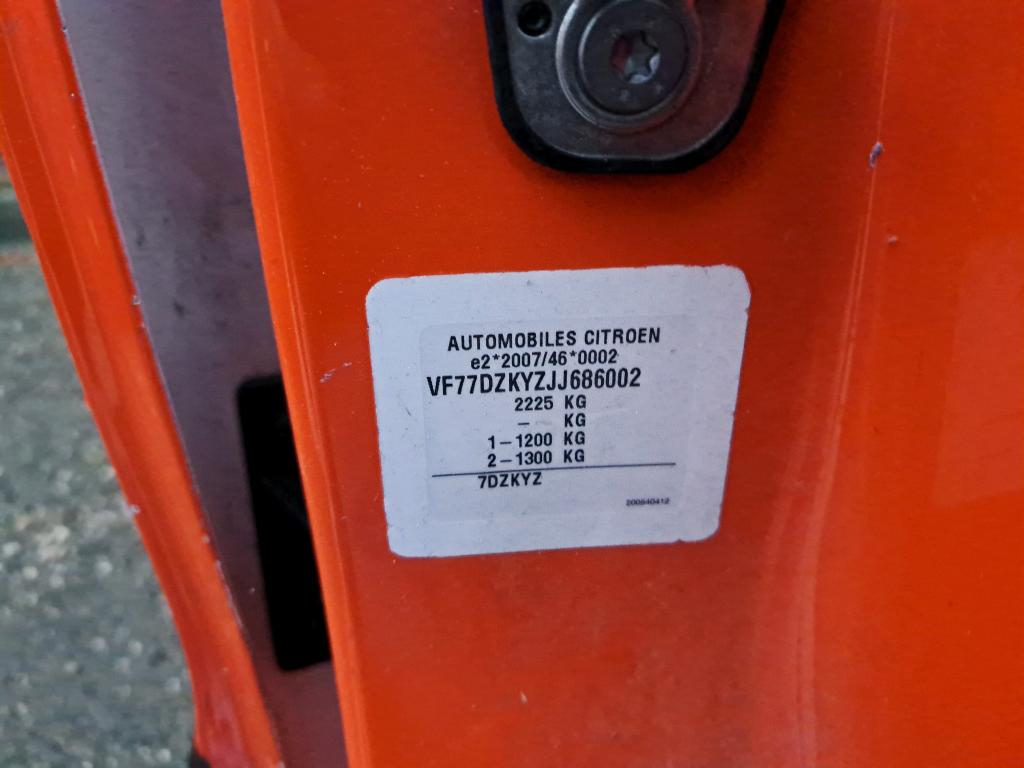 AUTOMOBILES CITROEN
e2*2007/46*0002
VF77DZKYZJJ686002
2225 KG
– KG
1–1200 KG
2–1300 KG
7DZKYZ
200840412